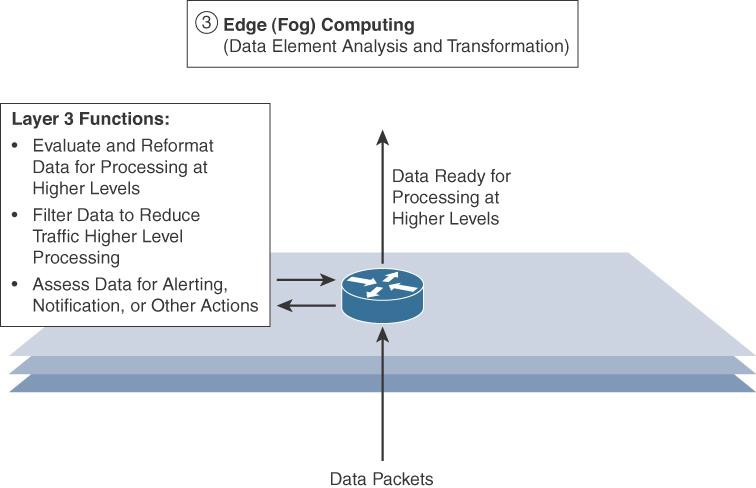 ③ Edge (Fog) Computing
(Data Element Analysis and Transformation)
Layer 3 Functions:
• Evaluate and Reformat
Data for Processing at
Higher Levels
• Filter Data to Reduce
Traffic Higher Level
Processing
• Assess Data for Alerting,
Notification, or Other Actions
Data Ready for
Processing at
Higher Levels
Data Packets